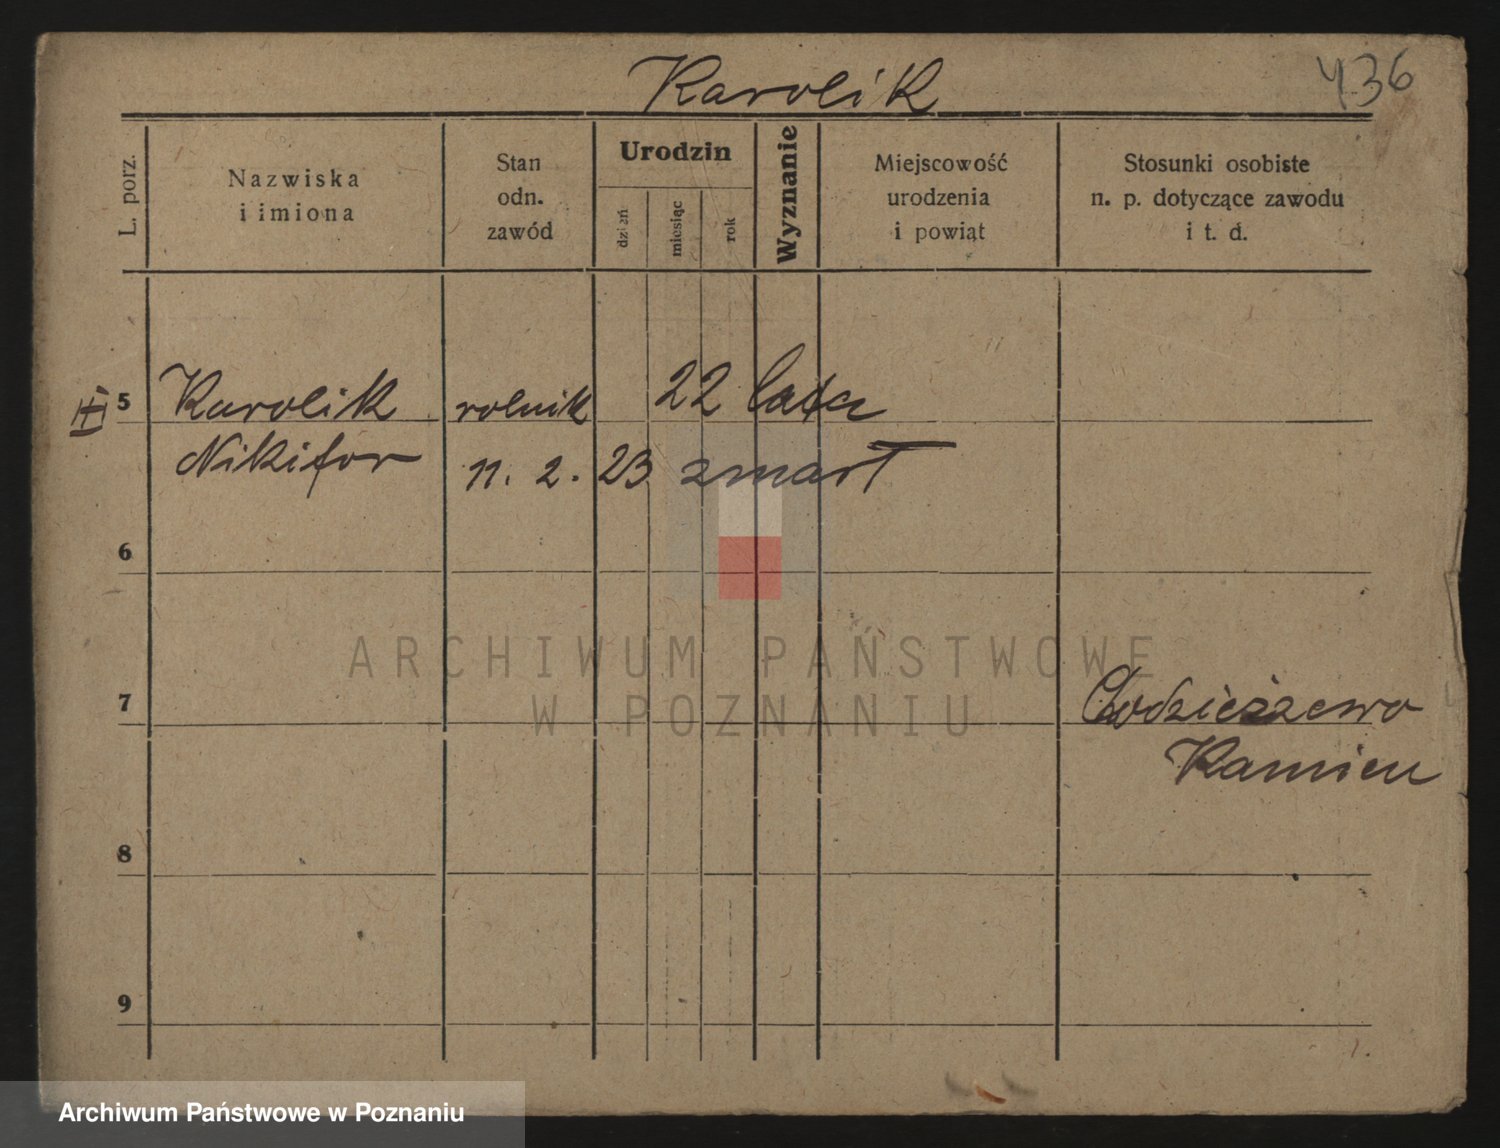 Karolik
436
L. porz.
Nazwiska
i imiona
Stan
odn.
zawód
Urodzin
dzień
miesiąc
rok
Wyznanie
Miejscowość
urodzenia
i powiąt
Stosunki osobiste
n. p. dotyczące zawodu
i t. d.
5 Karolik rolnik 22 lata
Nikifor 11. 2. 23 zmarł
6
ARCHIWUM PAŃSTWOWE
W POZNANIU
7
Kamien
8
9
Archiwum Państwowe w Poznaniu